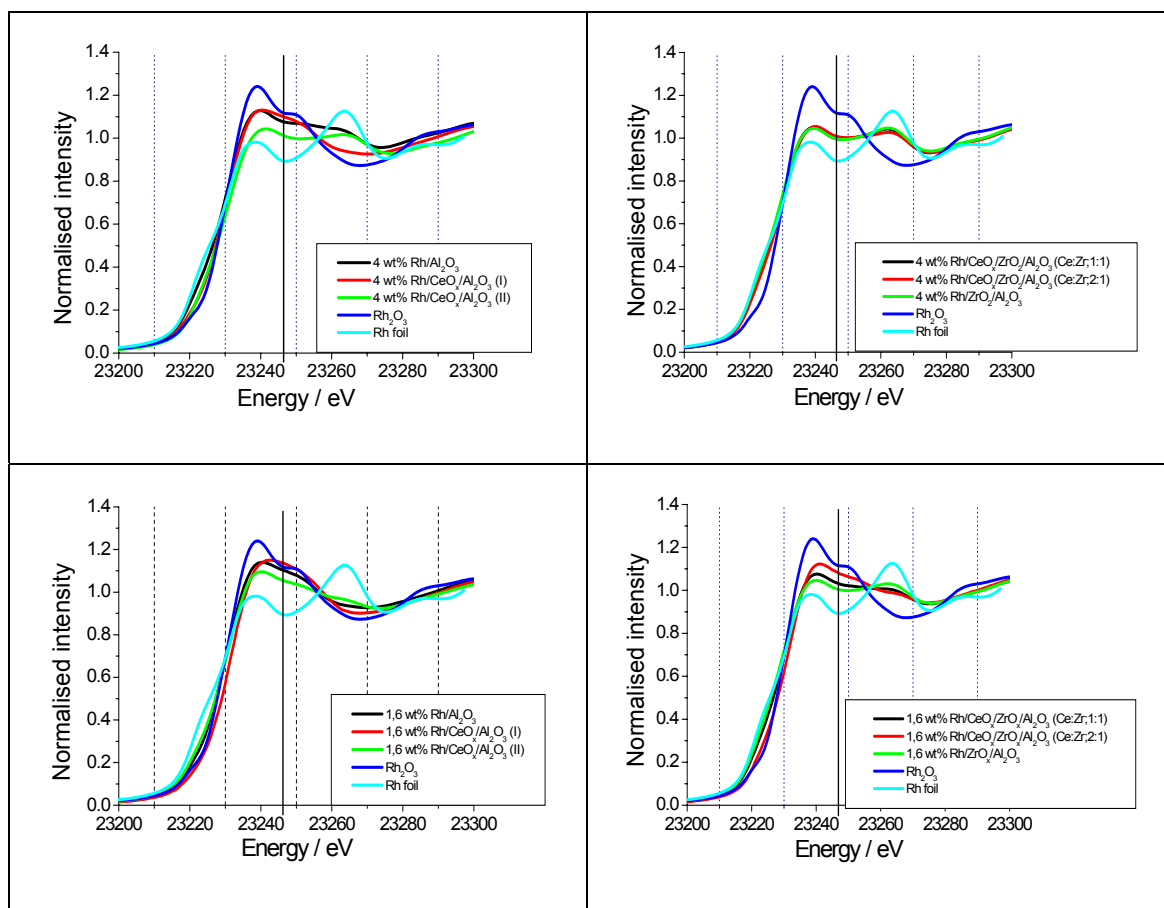 1.4
1.2
1.0
0.8
0.6
0.4
0.2
0.0
Normalised intensity
4 wt% Rh/Al₂O₃
4 wt% Rh/CeOₓ/Al₂O₃ (I)
4 wt% Rh/CeOₓ/Al₂O₃ (II)
Rh₂O₃
Rh foil
23200 23220 23240 23260 23280 23300
Energy / eV
1.4
1.2
1.0
0.8
0.6
0.4
0.2
0.0
Normalised intensity
4 wt% Rh/CeOₓ/ZrO₂/Al₂O₃ (Ce:Zr;1:1)
4 wt% Rh/CeOₓ/ZrO₂/Al₂O₃ (Ce:Zr;2:1)
4 wt% Rh/ZrO₂/Al₂O₃
Rh₂O₃
Rh foil
23200 23220 23240 23260 23280 23300
Energy / eV
1.4
1.2
1.0
0.8
0.6
0.4
0.2
0.0
Normalised intensity
1,6 wt% Rh/Al₂O₃
1,6 wt% Rh/CeOₓ/Al₂O₃ (I)
1,6 wt% Rh/CeOₓ/Al₂O₃ (II)
Rh₂O₃
Rh foil
23200 23220 23240 23260 23280 23300
Energy / eV
1.4
1.2
1.0
0.8
0.6
0.4
0.2
0.0
Normalised intensity
1,6 wt% Rh/CeOₓ/ZrOₓ/Al₂O₃ (Ce:Zr;1:1)
1,6 wt% Rh/CeOₓ/ZrOₓ/Al₂O₃ (Ce:Zr;2:1)
1,6 wt% Rh/ZrOₓ/Al₂O₃
Rh₂O₃
Rh foil
23200 23220 23240 23260 23280 23300
Energy / eV